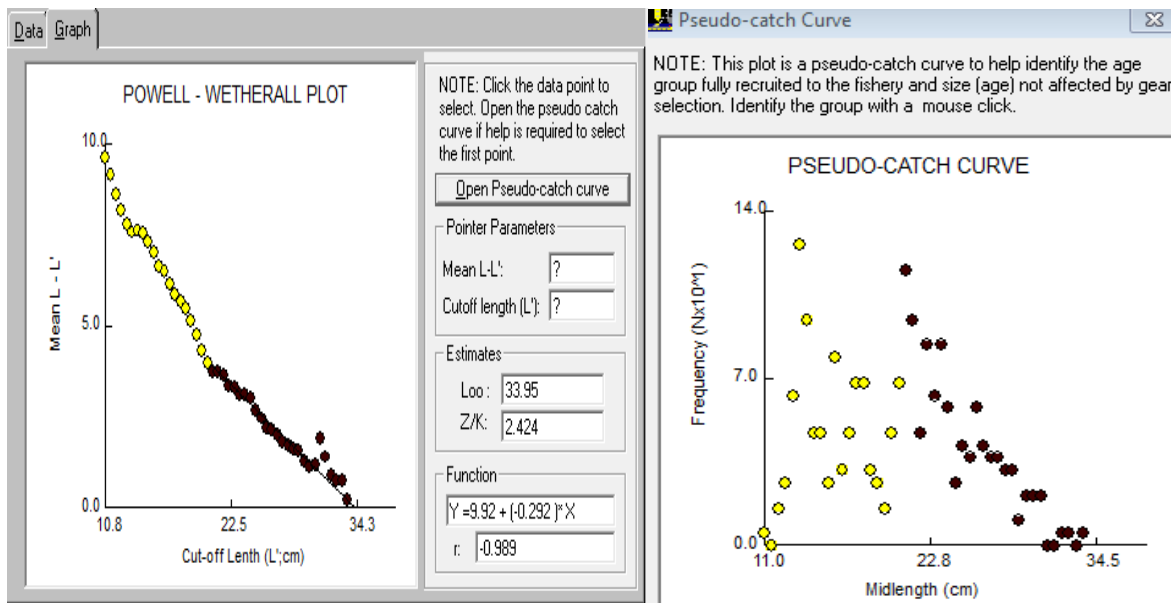 Data Graph
POWELL - WETHERALL PLOT
Mean L - L'
10.0
5.0
0.0
10.8 22.5 34.3
Cut-off Lenth (L';cm)
NOTE: Click the data point to
select. Open the pseudo catch
curve if help is required to select
the first point.
Open Pseudo-catch curve
Pointer Parameters
Mean L-L': ?
Cutoff length (L'): ?
Estimates
Loo : 33.95
Z/K: 2.424
Function
Y =9.92 + (-0.292 )* X
r: -0.989
Pseudo-catch Curve
NOTE: This plot is a pseudo-catch curve to help identify the age
group fully recruited to the fishery and size (age) not affected by gear
selection. Identify the group with a mouse click.
PSEUDO-CATCH CURVE
Frequency (Nx10^1)
14.0
7.0
0.0
11.0 22.8 34.5
Midlength (cm)